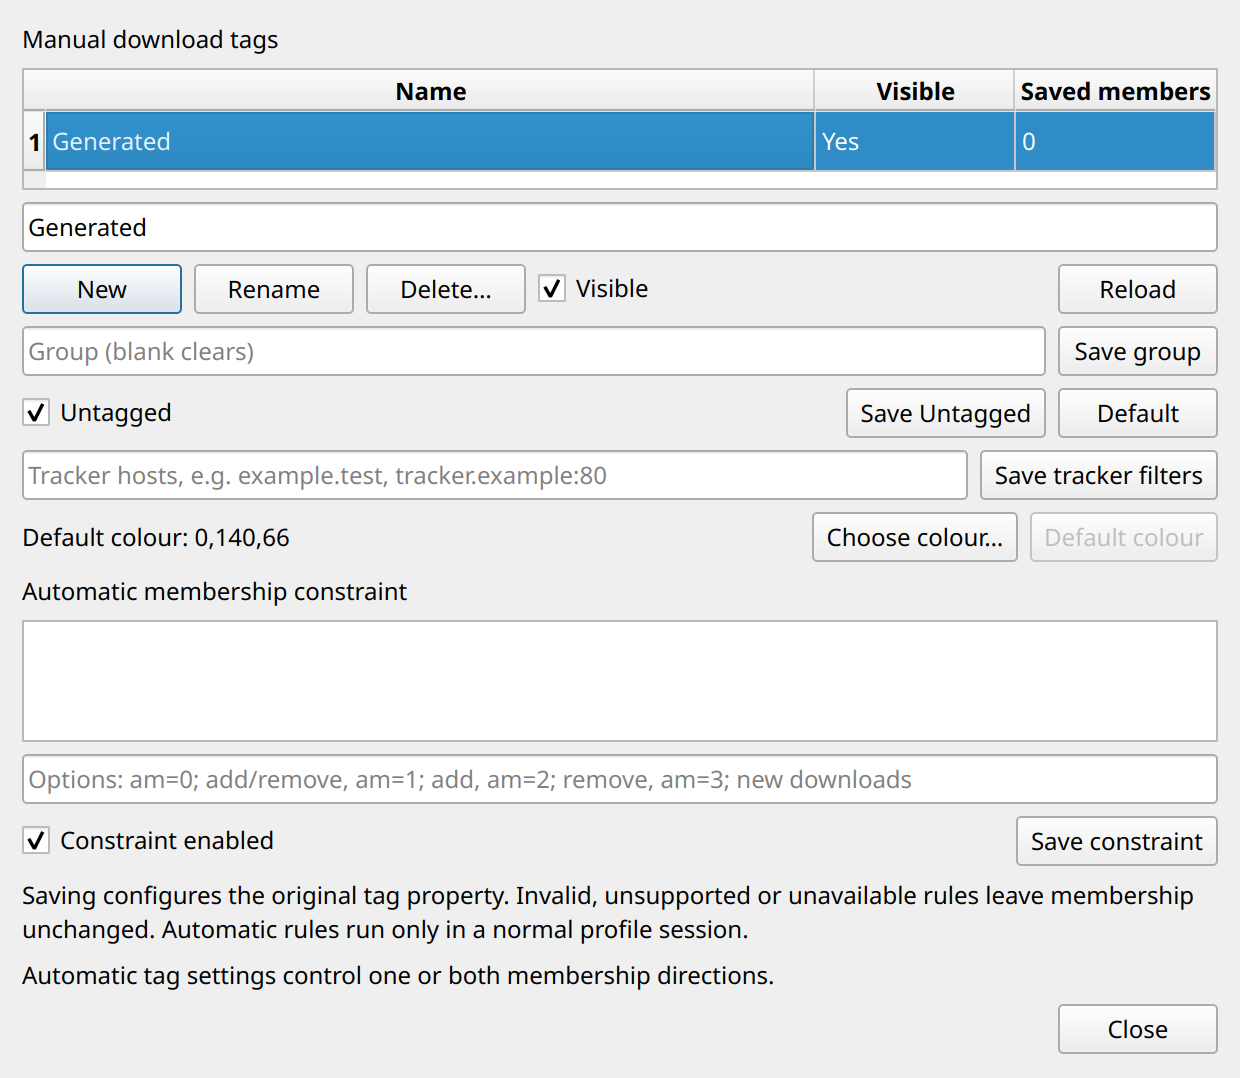 Manual download tags
Name Visible Saved members
1 Generated Yes 0
Generated
New Rename Delete... Visible Reload
Group (blank clears) Save group
Untagged Save Untagged Default
Tracker hosts, e.g. example.test, tracker.example:80 Save tracker filters
Default colour: 0,140,66 Choose colour... Default colour
Automatic membership constraint
Options: am=0; add/remove, am=1; add, am=2; remove, am=3; new downloads
Constraint enabled Save constraint
Saving configures the original tag property. Invalid, unsupported or unavailable rules leave membership
unchanged. Automatic rules run only in a normal profile session.
Automatic tag settings control one or both membership directions.
Close